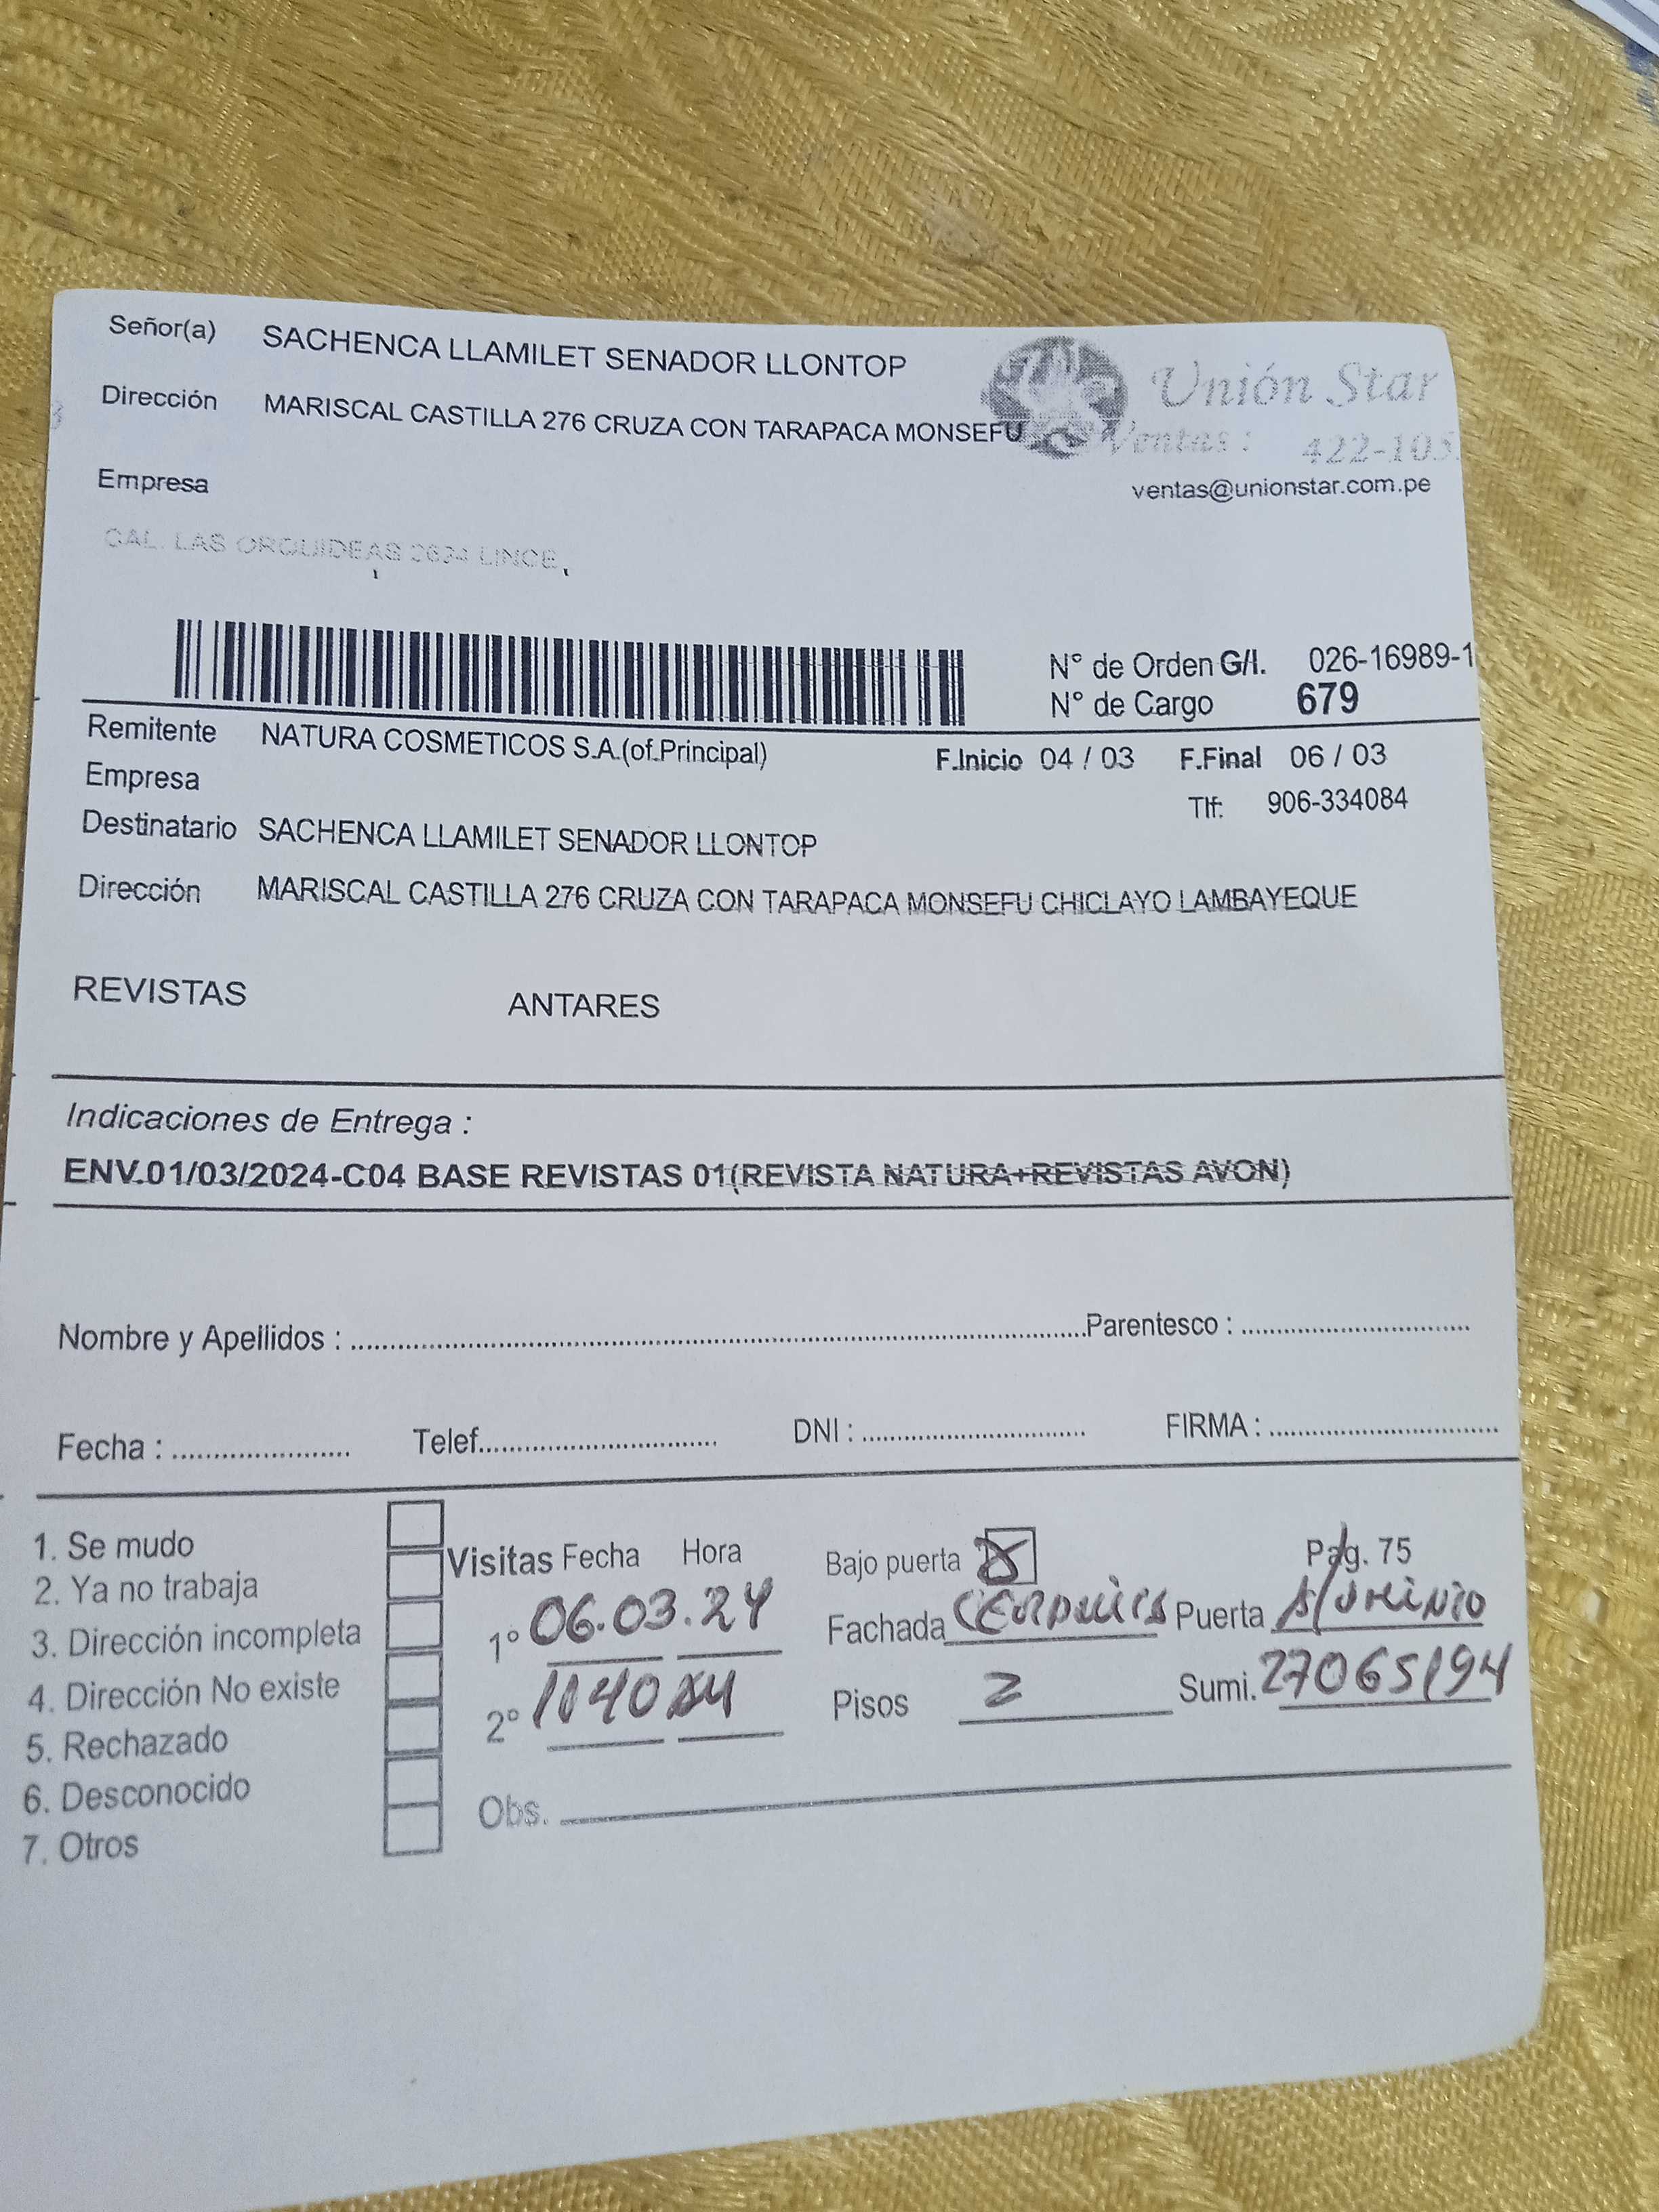 Señor(a) SACHENCA LLAMILET SENADOR LLONTOP
Unión Star
Dirección MARISCAL CASTILLA 276 CRUZA CON TARAPACA MONSEFU
Ventas : 422-105
Empresa
ventas@unionstar.com.pe
CAL. LAS ORQUIDEAS 2634 LINCE,
N° de Orden G/I. 026-16989-1
N° de Cargo 679
Remitente NATURA COSMETICOS S.A.(of.Principal) F.Inicio 04 / 03 F.Final 06 / 03
Empresa
Tlf: 906-334084
Destinatario SACHENCA LLAMILET SENADOR LLONTOP
Dirección MARISCAL CASTILLA 276 CRUZA CON TARAPACA MONSEFU CHICLAYO LAMBAYEQUE
REVISTAS ANTARES
Indicaciones de Entrega :
ENV.01/03/2024-C04 BASE REVISTAS 01(REVISTA NATURA+REVISTAS AVON)
Nombre y Apellidos : Parentesco :
Fecha : Telef. DNI : FIRMA :
1. Se mudo
2. Ya no trabaja
3. Dirección incompleta
4. Dirección No existe
5. Rechazado
6. Desconocido
7. Otros
Visitas Fecha Hora
1° 06.03.24
2° 1140
Bajo puerta Pág. 75
Fachada Puerta
Pisos 2 Sumi. 27065194
Obs.